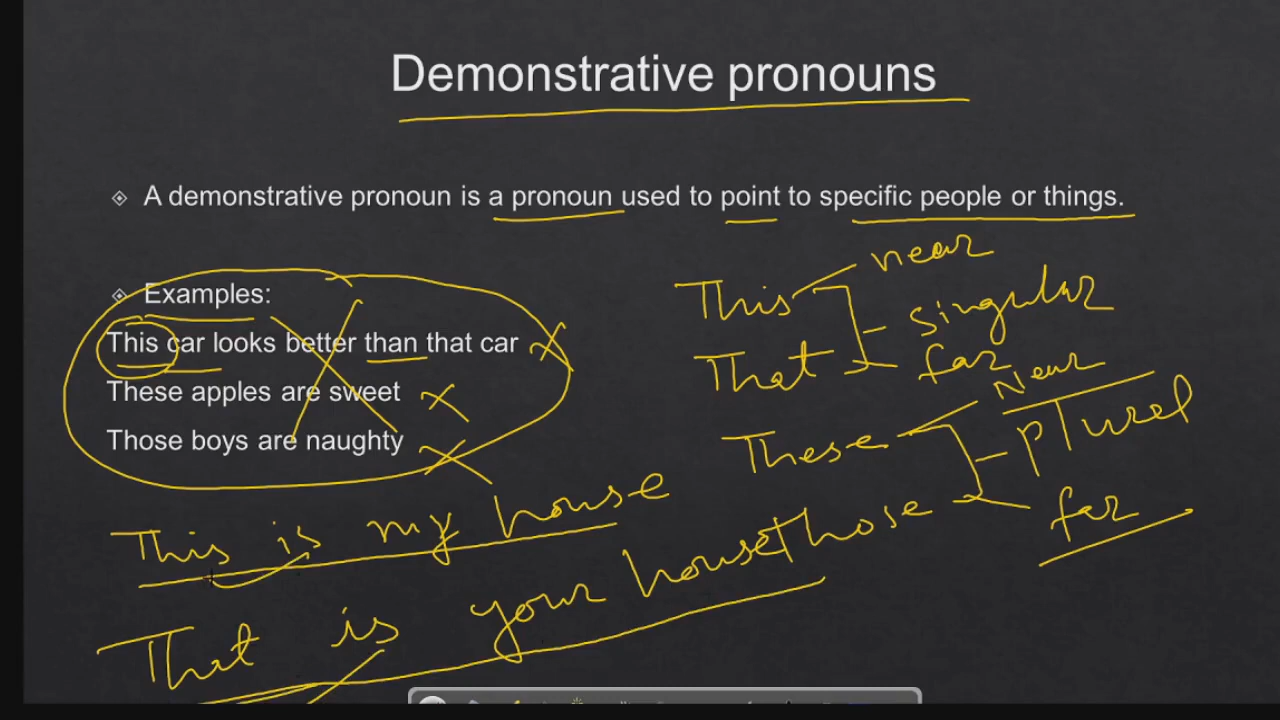 Demonstrative pronouns
A demonstrative pronoun is a pronoun used to point to specific people or things.
Examples:
This car looks better than that car
These apples are sweet
Those boys are naughty
This near
singular
That far
These Near
plural
those far
This is my house
That is your house